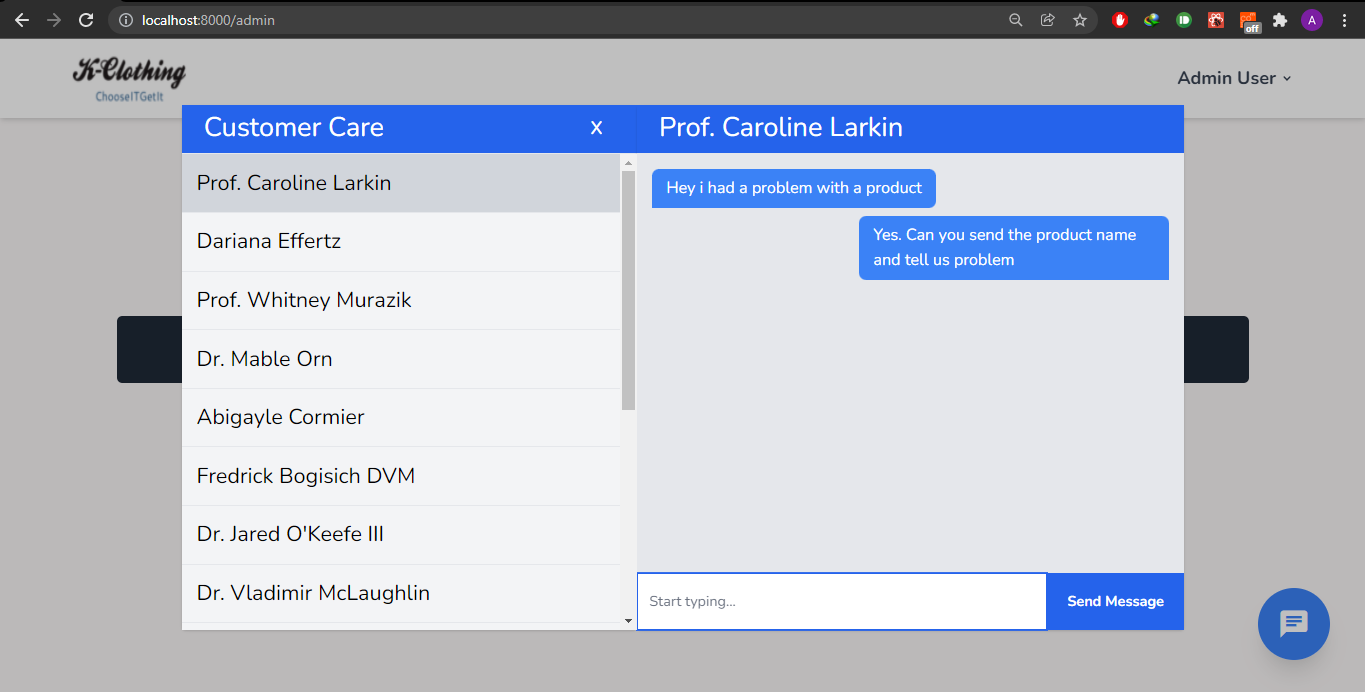 localhost:8000/admin
off
A
K-Clothing
ChooseITGetIt
Admin User
Customer Care
X
Prof. Caroline Larkin
Prof. Caroline Larkin
Dariana Effertz
Prof. Whitney Murazik
Dr. Mable Orn
Abigayle Cormier
Fredrick Bogisich DVM
Dr. Jared O'Keefe III
Dr. Vladimir McLaughlin
Hey i had a problem with a product
Yes. Can you send the product name
and tell us problem
Start typing...
Send Message